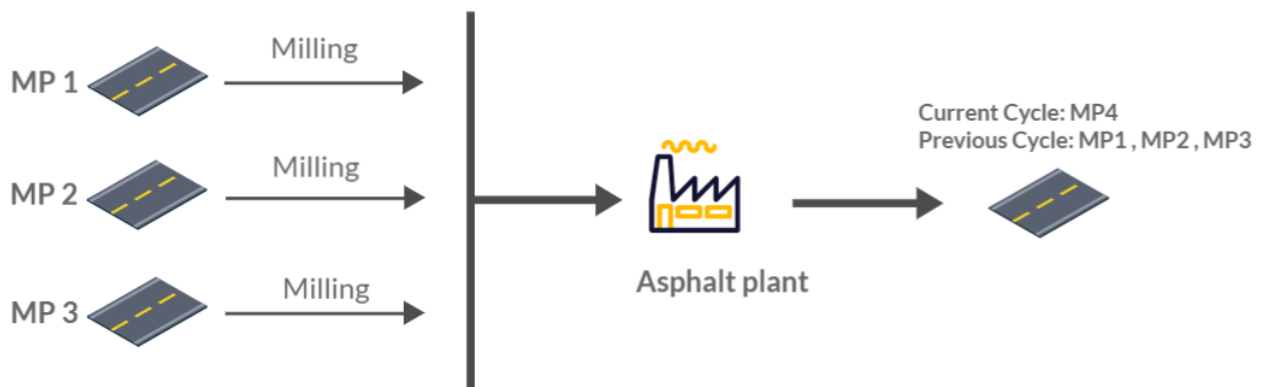 Milling
MP 1
Milling
MP 2
Milling
MP 3
Asphalt plant
Current Cycle: MP4
Previous Cycle: MP1 , MP2 , MP3